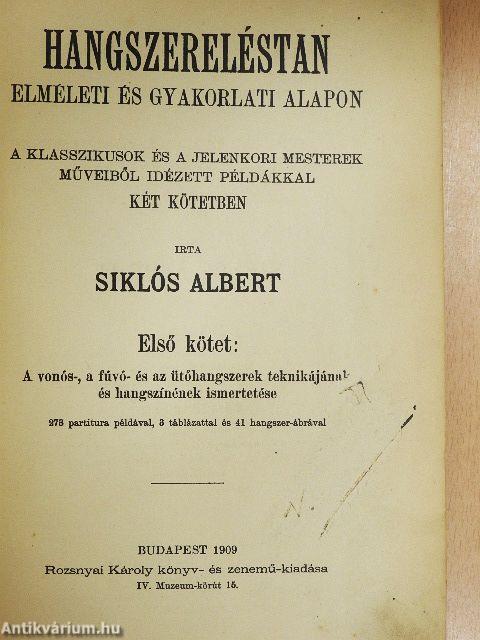 HANGSZERELÉSTAN
ELMÉLETI ÉS GYAKORLATI ALAPON
A KLASSZIKUSOK ÉS A JELENKORI MESTEREK
MŰVEIBŐL IDÉZETT PÉLDÁKKAL
KÉT KÖTETBEN
IRTA
SIKLÓS ALBERT
Első kötet:
A vonós-, a fúvó- és az ütőhangszerek teknikájának
és hangszínének ismertetése
278 partitura példával, 3 táblázattal és 41 hangszer-ábrával
BUDAPEST 1909
Rozsnyai Károly könyv- és zenemű-kiadása
IV. Muzeum-körút 15.
Antikvárium.hu